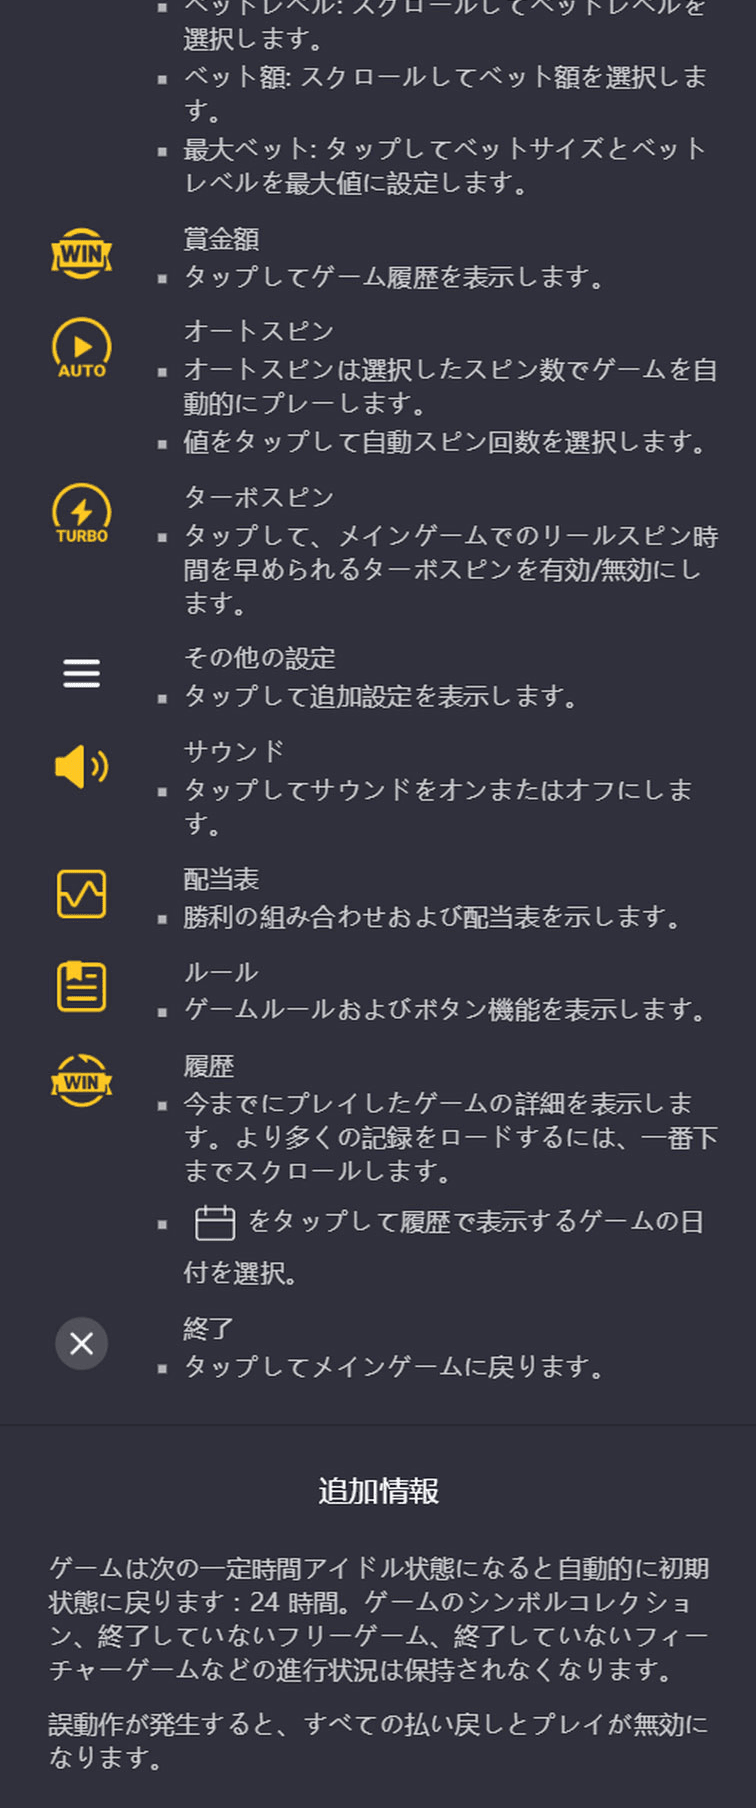 ベットレベル: スクロールしてベットレベルを
選択します。
ベット額: スクロールしてベット額を選択しま
す。
最大ベット: タップしてベットサイズとベット
レベルを最大値に設定します。
WIN
賞金額
タップしてゲーム履歴を表示します。
AUTO
オートスピン
オートスピンは選択したスピン数でゲームを自
動的にプレーします。
値をタップして自動スピン回数を選択します。
TURBO
ターボスピン
タップして、メインゲームでのリールスピン時
間を早められるターボスピンを有効/無効にし
ます。
その他の設定
タップして追加設定を表示します。
サウンド
タップしてサウンドをオンまたはオフにしま
す。
配当表
勝利の組み合わせおよび配当表を示します。
ルール
ゲームルールおよびボタン機能を表示します。
WIN
履歴
今までにプレイしたゲームの詳細を表示しま
す。より多くの記録をロードするには、一番下
までスクロールします。
をタップして履歴で表示するゲームの日
付を選択。
終了
タップしてメインゲームに戻ります。
追加情報
ゲームは次の一定時間アイドル状態になると自動的に初期
状態に戻ります：24 時間。ゲームのシンボルコレクショ
ン、終了していないフリーゲーム、終了していないフィー
チャーゲームなどの進行状況は保持されなくなります。
誤動作が発生すると、すべての払い戻しとプレイが無効に
なります。